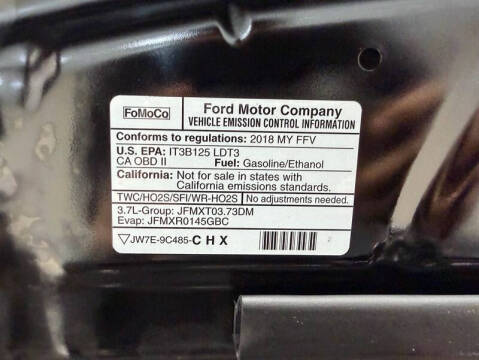 FoMoCo
Ford Motor Company
VEHICLE EMISSION CONTROL INFORMATION
Conforms to regulations: 2018 MY FFV
U.S. EPA: IT3B125 LDT3
CA OBD II Fuel: Gasoline/Ethanol
California: Not for sale in states with
California emissions standards.
TWC/HO2S/SFI/WR-HO2S No adjustments needed.
3.7L-Group: JFMXT03.73DM
Evap: JFMXR0145GBC
JW7E-9C485-CHX